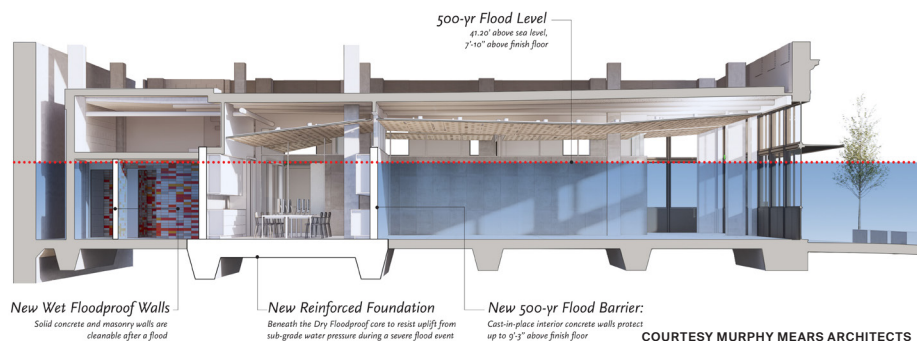 500-yr Flood Level
41.20' above sea level,
7'-10" above finish floor
New Wet Floodproof Walls
Solid concrete and masonry walls are
cleanable after a flood
New Reinforced Foundation
Beneath the Dry Floodproof core to resist uplift from
sub-grade water pressure during a severe flood event
New 500-yr Flood Barrier:
Cast-in-place interior concrete walls protect
up to 9'-3" above finish floor
COURTESY MURPHY MEARS ARCHITECTS